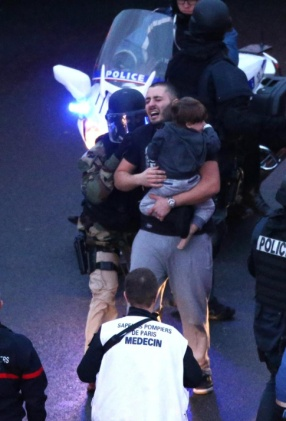 POLICE
POLIC
SAPEURS POMPIERS
DE PARIS
MEDECIN